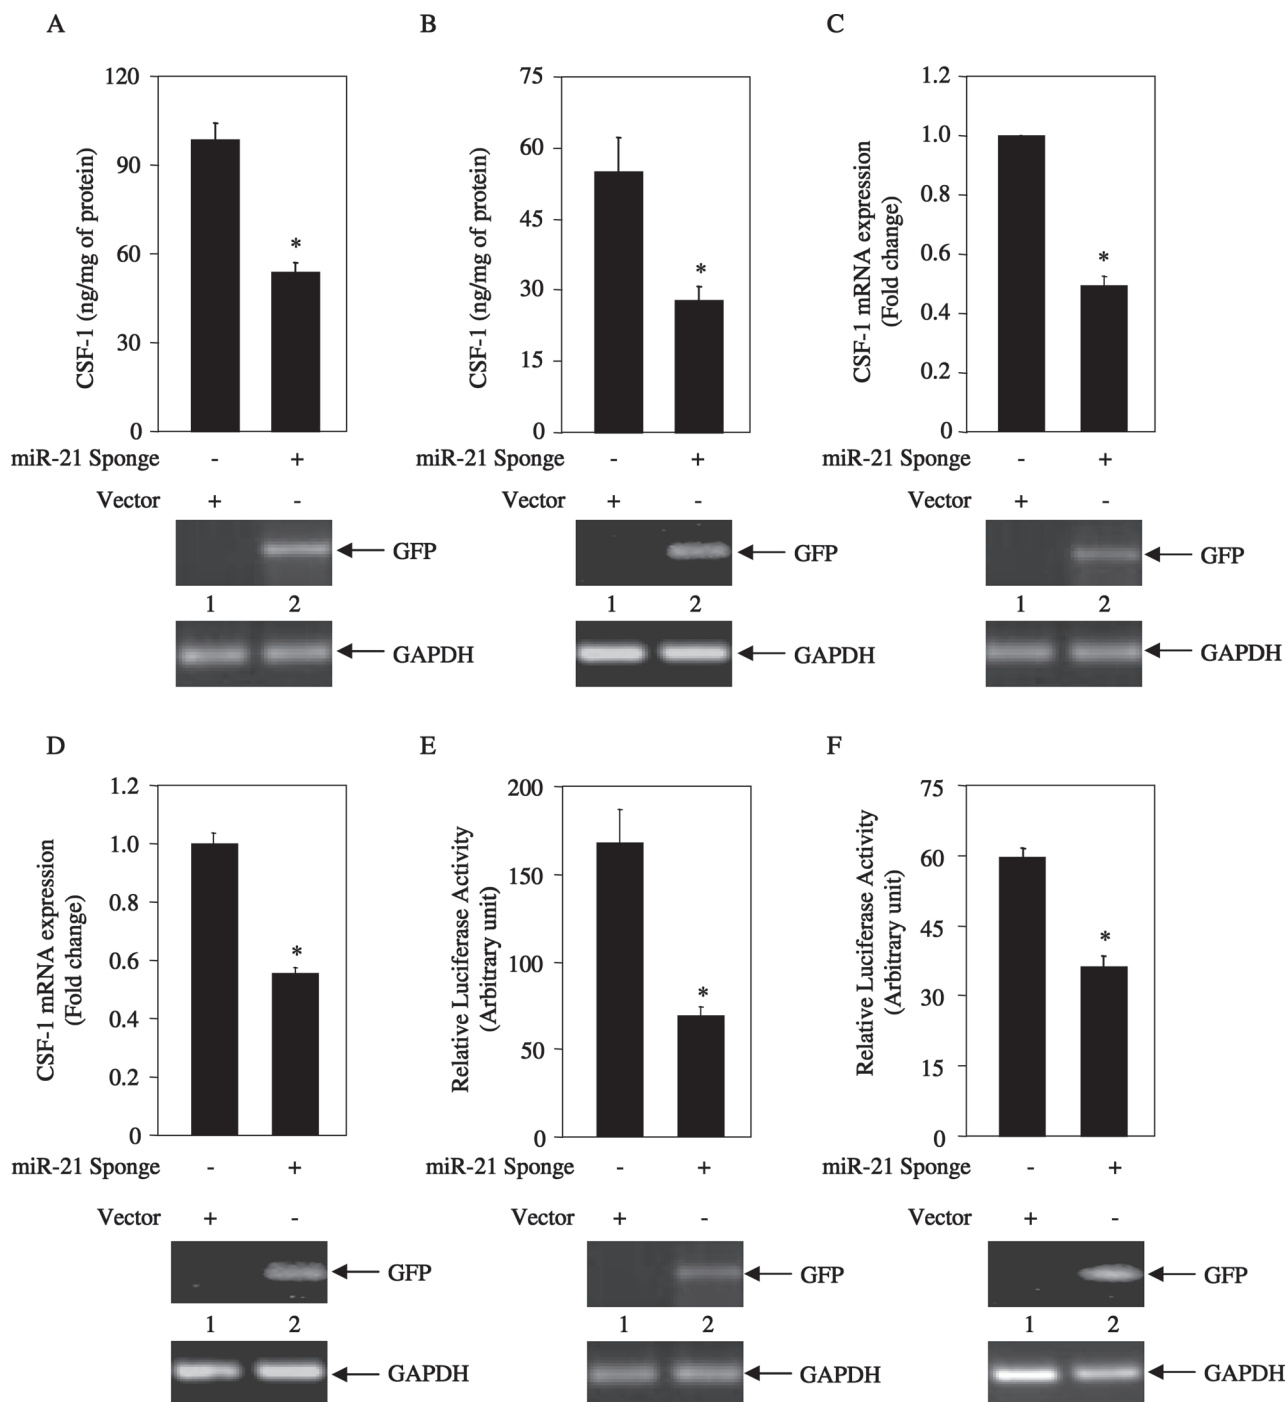 A
120
90
60
30
0
CSF-1 (ng/mg of protein)
*
miR-21 Sponge - +
Vector + -
GFP
1 2
GAPDH
B
75
60
45
30
15
0
CSF-1 (ng/mg of protein)
*
miR-21 Sponge - +
Vector + -
GFP
1 2
GAPDH
C
1.2
1.0
0.8
0.6
0.4
0.2
0
CSF-1 mRNA expression
(Fold change)
*
miR-21 Sponge - +
Vector + -
GFP
1 2
GAPDH
D
1.2
1.0
0.8
0.6
0.4
0.2
0
CSF-1 mRNA expression
(Fold change)
*
miR-21 Sponge - +
Vector + -
GFP
1 2
GAPDH
E
200
150
100
50
0
Relative Luciferase Activity
(Arbitrary unit)
*
miR-21 Sponge - +
Vector + -
GFP
1 2
GAPDH
F
75
60
45
30
15
0
Relative Luciferase Activity
(Arbitrary unit)
*
miR-21 Sponge - +
Vector + -
GFP
1 2
GAPDH